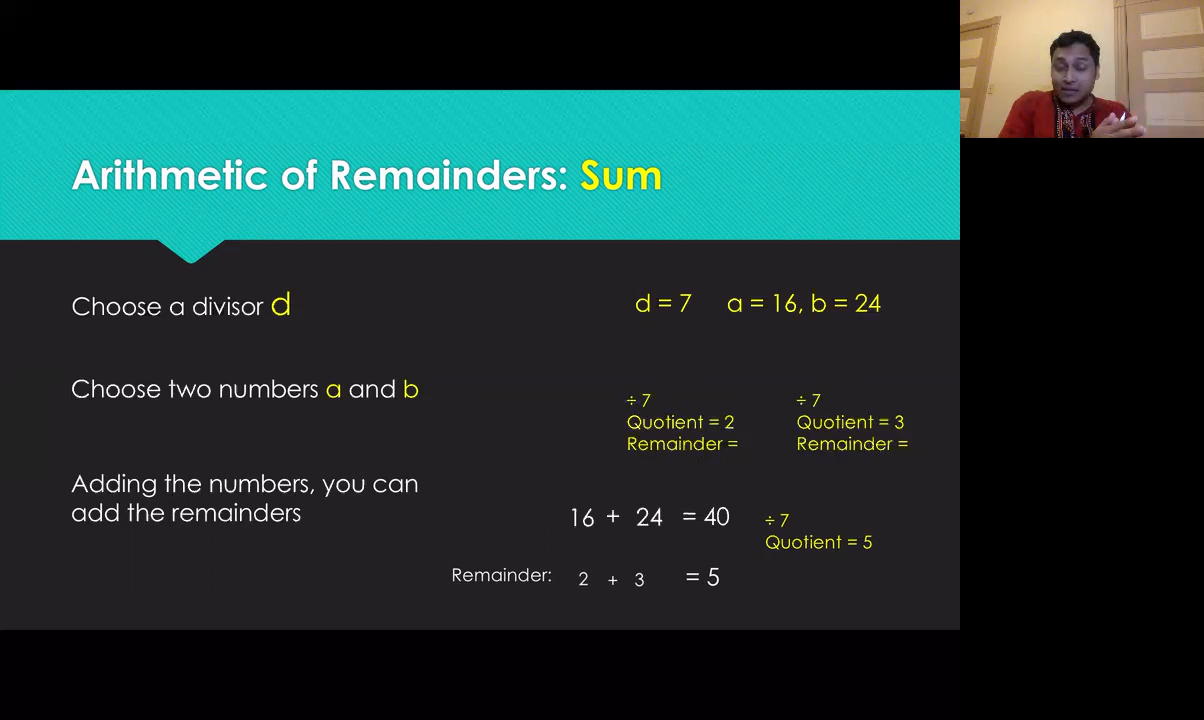 Arithmetic of Remainders: Sum
Choose a divisor d
d = 7 a = 16, b = 24
Choose two numbers a and b
÷ 7
Quotient = 2
Remainder =
÷ 7
Quotient = 3
Remainder =
Adding the numbers, you can
add the remainders
16 + 24 = 40
÷ 7
Quotient = 5
Remainder: 2 + 3 = 5